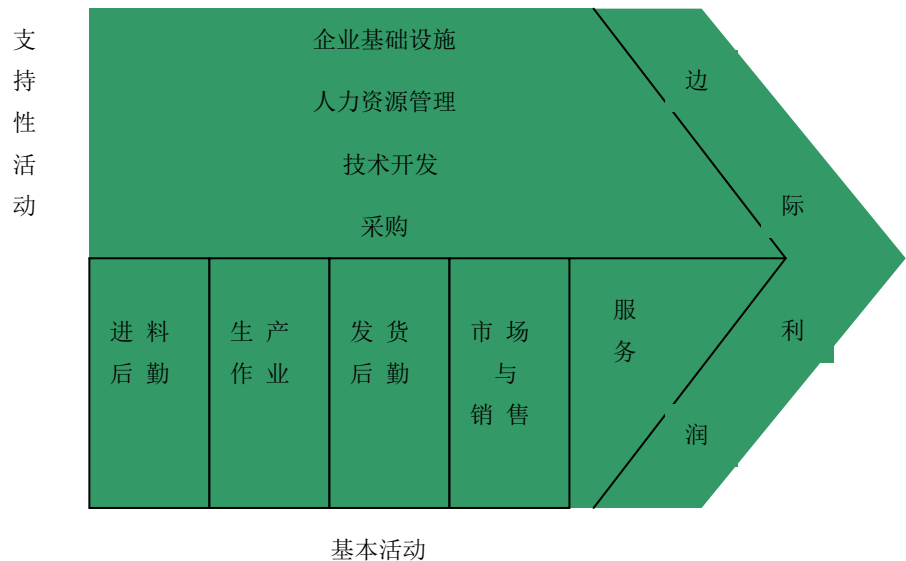 支持性活动
企业基础设施
人力资源管理
技术开发
采购
边际利润
进料
后勤
生产
作业
发货
后勤
市场
与
销售
服
务
基本活动